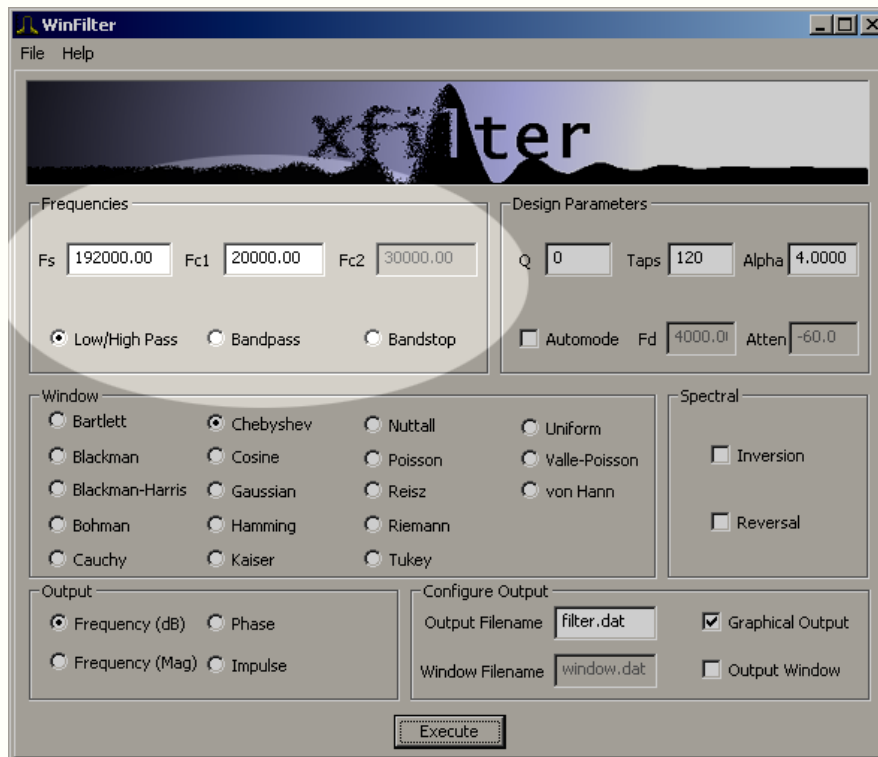 WinFilter
File Help
xfilter
Frequencies
Fs 192000.00 Fc1 20000.00 Fc2 30000.00
Low/High Pass Bandpass Bandstop
Design Parameters
Q 0 Taps 120 Alpha 4.0000
Automode Fd 4000.0 Atten -60.0
Window
Bartlett Chebyshev Nuttall Uniform
Blackman Cosine Poisson Valle-Poisson
Blackman-Harris Gaussian Reisz von Hann
Bohman Hamming Riemann
Cauchy Kaiser Tukey
Spectral
Inversion
Reversal
Output
Frequency (dB) Phase
Frequency (Mag) Impulse
Configure Output
Output Filename filter.dat Graphical Output
Window Filename window.dat Output Window
Execute